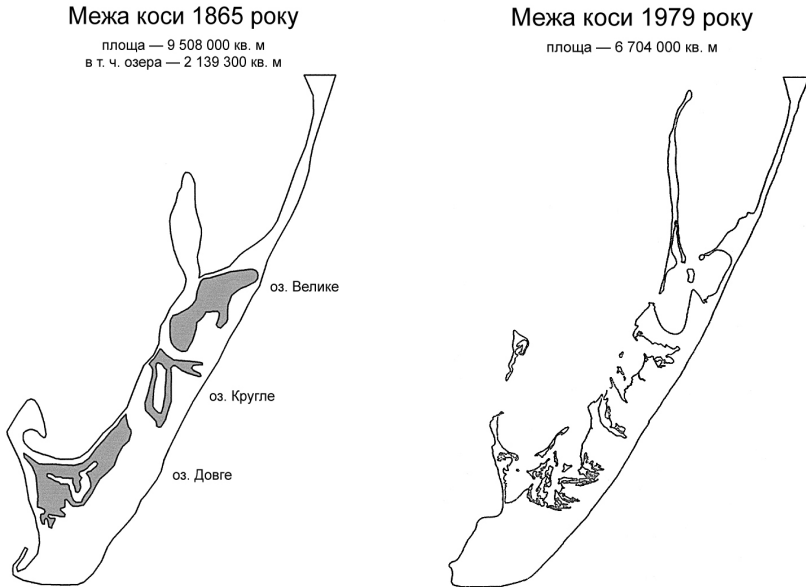 Межа коси 1865 року
площа — 9 508 000 кв. м
в т. ч. озера — 2 139 300 кв. м
оз. Велике
оз. Кругле
оз. Довге
Межа коси 1979 року
площа — 6 704 000 кв. м